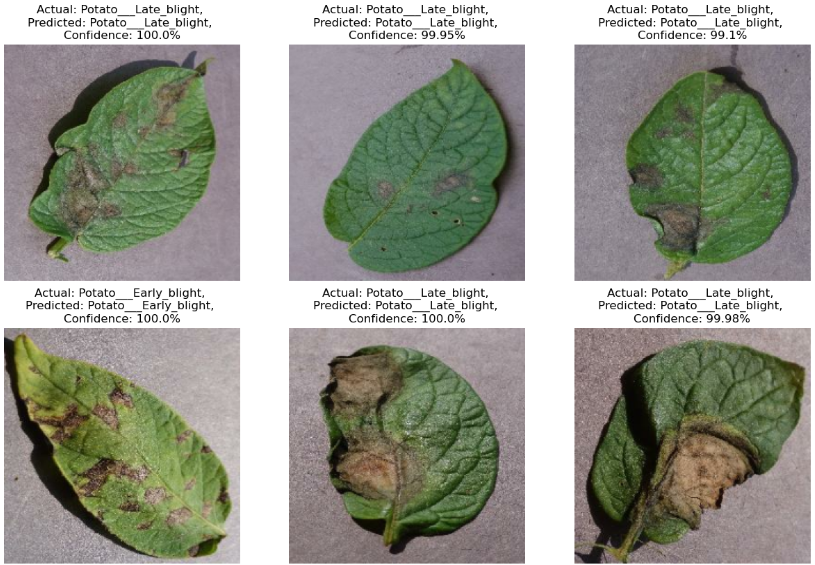 Actual: Potato___Late_blight,
Predicted: Potato___Late_blight,
Confidence: 100.0%
Actual: Potato___Late_blight,
Predicted: Potato___Late_blight,
Confidence: 99.95%
Actual: Potato___Late_blight,
Predicted: Potato___Late_blight,
Confidence: 99.1%
Actual: Potato___Early_blight,
Predicted: Potato___Early_blight,
Confidence: 100.0%
Actual: Potato___Late_blight,
Predicted: Potato___Late_blight,
Confidence: 100.0%
Actual: Potato___Late_blight,
Predicted: Potato___Late_blight,
Confidence: 99.98%